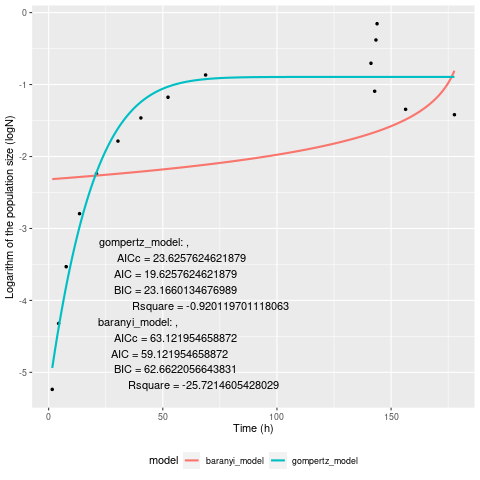 0
-1
-2
-3
-4
-5
Logarithm of the population size (logN)
gompertz_model: ,
AICc = 23.6257624621879
AIC = 19.6257624621879
BIC = 23.1660134676989
Rsquare = -0.920119701118063
baranyi_model: ,
AICc = 63.121954658872
AIC = 59.121954658872
BIC = 62.6622056643831
Rsquare = -25.7214605428029
0 50 100 150
Time (h)
model baranyi_model gompertz_model